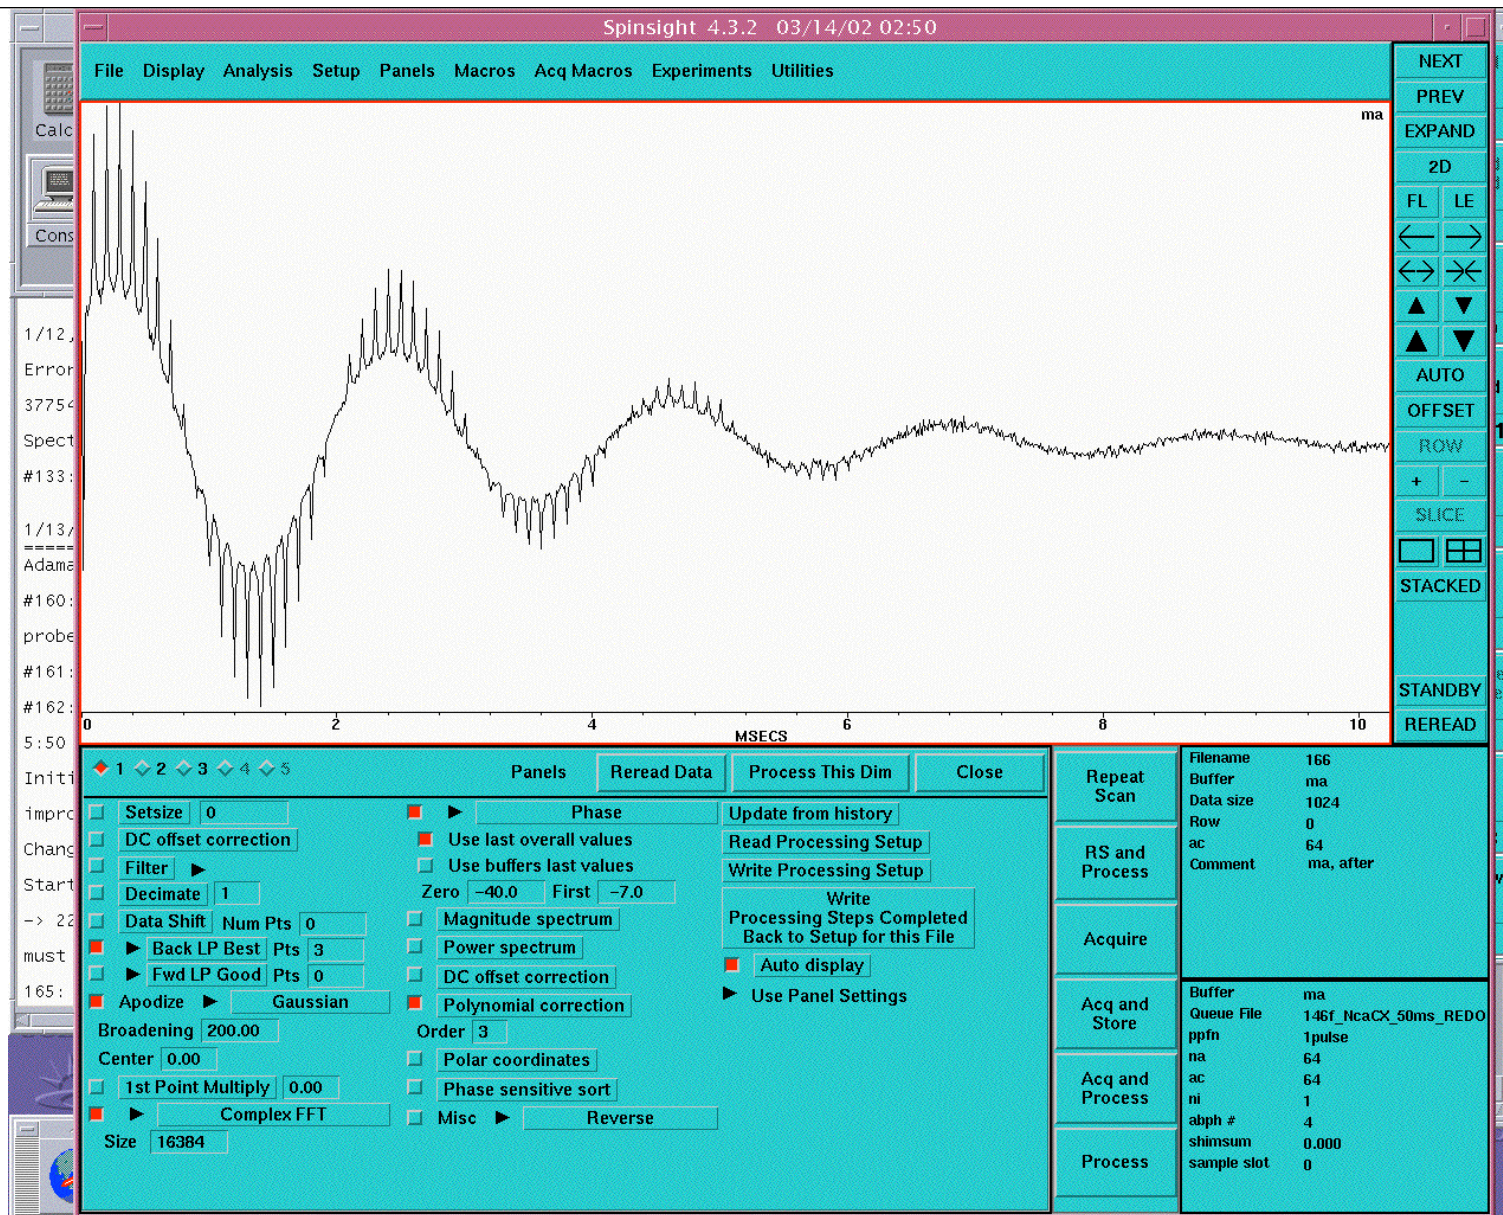 Spinsight 4.3.2 03/14/02 02:50
File Display Analysis Setup Panels Macros Acq Macros Experiments Utilities
ma
0 2 4 6 8 10
MSECS
NEXT
PREV
EXPAND
2D
FL LE
AUTO
OFFSET
ROW
+ -
SLICE
STACKED
STANDBY
REREAD
Calc
Cons
1/12,
Error
37754
Spect
#133:
1/13/
=====
Adama
#160:
probe
#161:
#162:
5:50
Initi
impro
Chang
Start
-> 22
must
165:
1 2 3 4 5 Panels Reread Data Process This Dim Close
Setsize 0
DC offset correction
Filter
Decimate 1
Data Shift Num Pts 0
Back LP Best Pts 3
Fwd LP Good Pts 0
Apodize Gaussian
Broadening 200.00
Center 0.00
1st Point Multiply 0.00
Complex FFT
Size 16384
Phase
Use last overall values
Use buffers last values
Zero -40.0 First -7.0
Magnitude spectrum
Power spectrum
DC offset correction
Polynomial correction
Order 3
Polar coordinates
Phase sensitive sort
Misc Reverse
Update from history
Read Processing Setup
Write Processing Setup
Write
Processing Steps Completed
Back to Setup for this File
Auto display
Use Panel Settings
Repeat
Scan
RS and
Process
Acquire
Acq and
Store
Acq and
Process
Process
Filename 166
Buffer ma
Data size 1024
Row 0
ac 64
Comment ma, after
Buffer ma
Queue File 146f_NcaCX_50ms_REDO
ppfn 1pulse
na 64
ac 64
ni 1
abph # 4
shimsum 0.000
sample slot 0